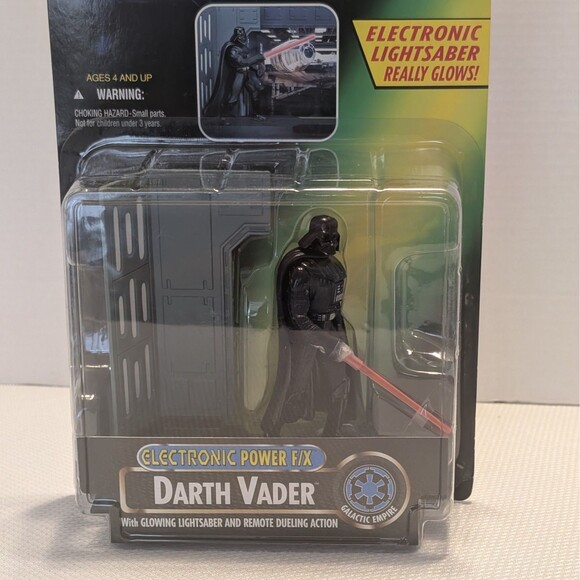 ELECTRONIC
LIGHTSABER
REALLY GLOWS!
AGES 4 AND UP
WARNING:
CHOKING HAZARD-Small parts.
Not for children under 3 years.
ELECTRONIC POWER F/X
DARTH VADER™
With GLOWING LIGHTSABER AND REMOTE DUELING ACTION
GALACTIC EMPIRE